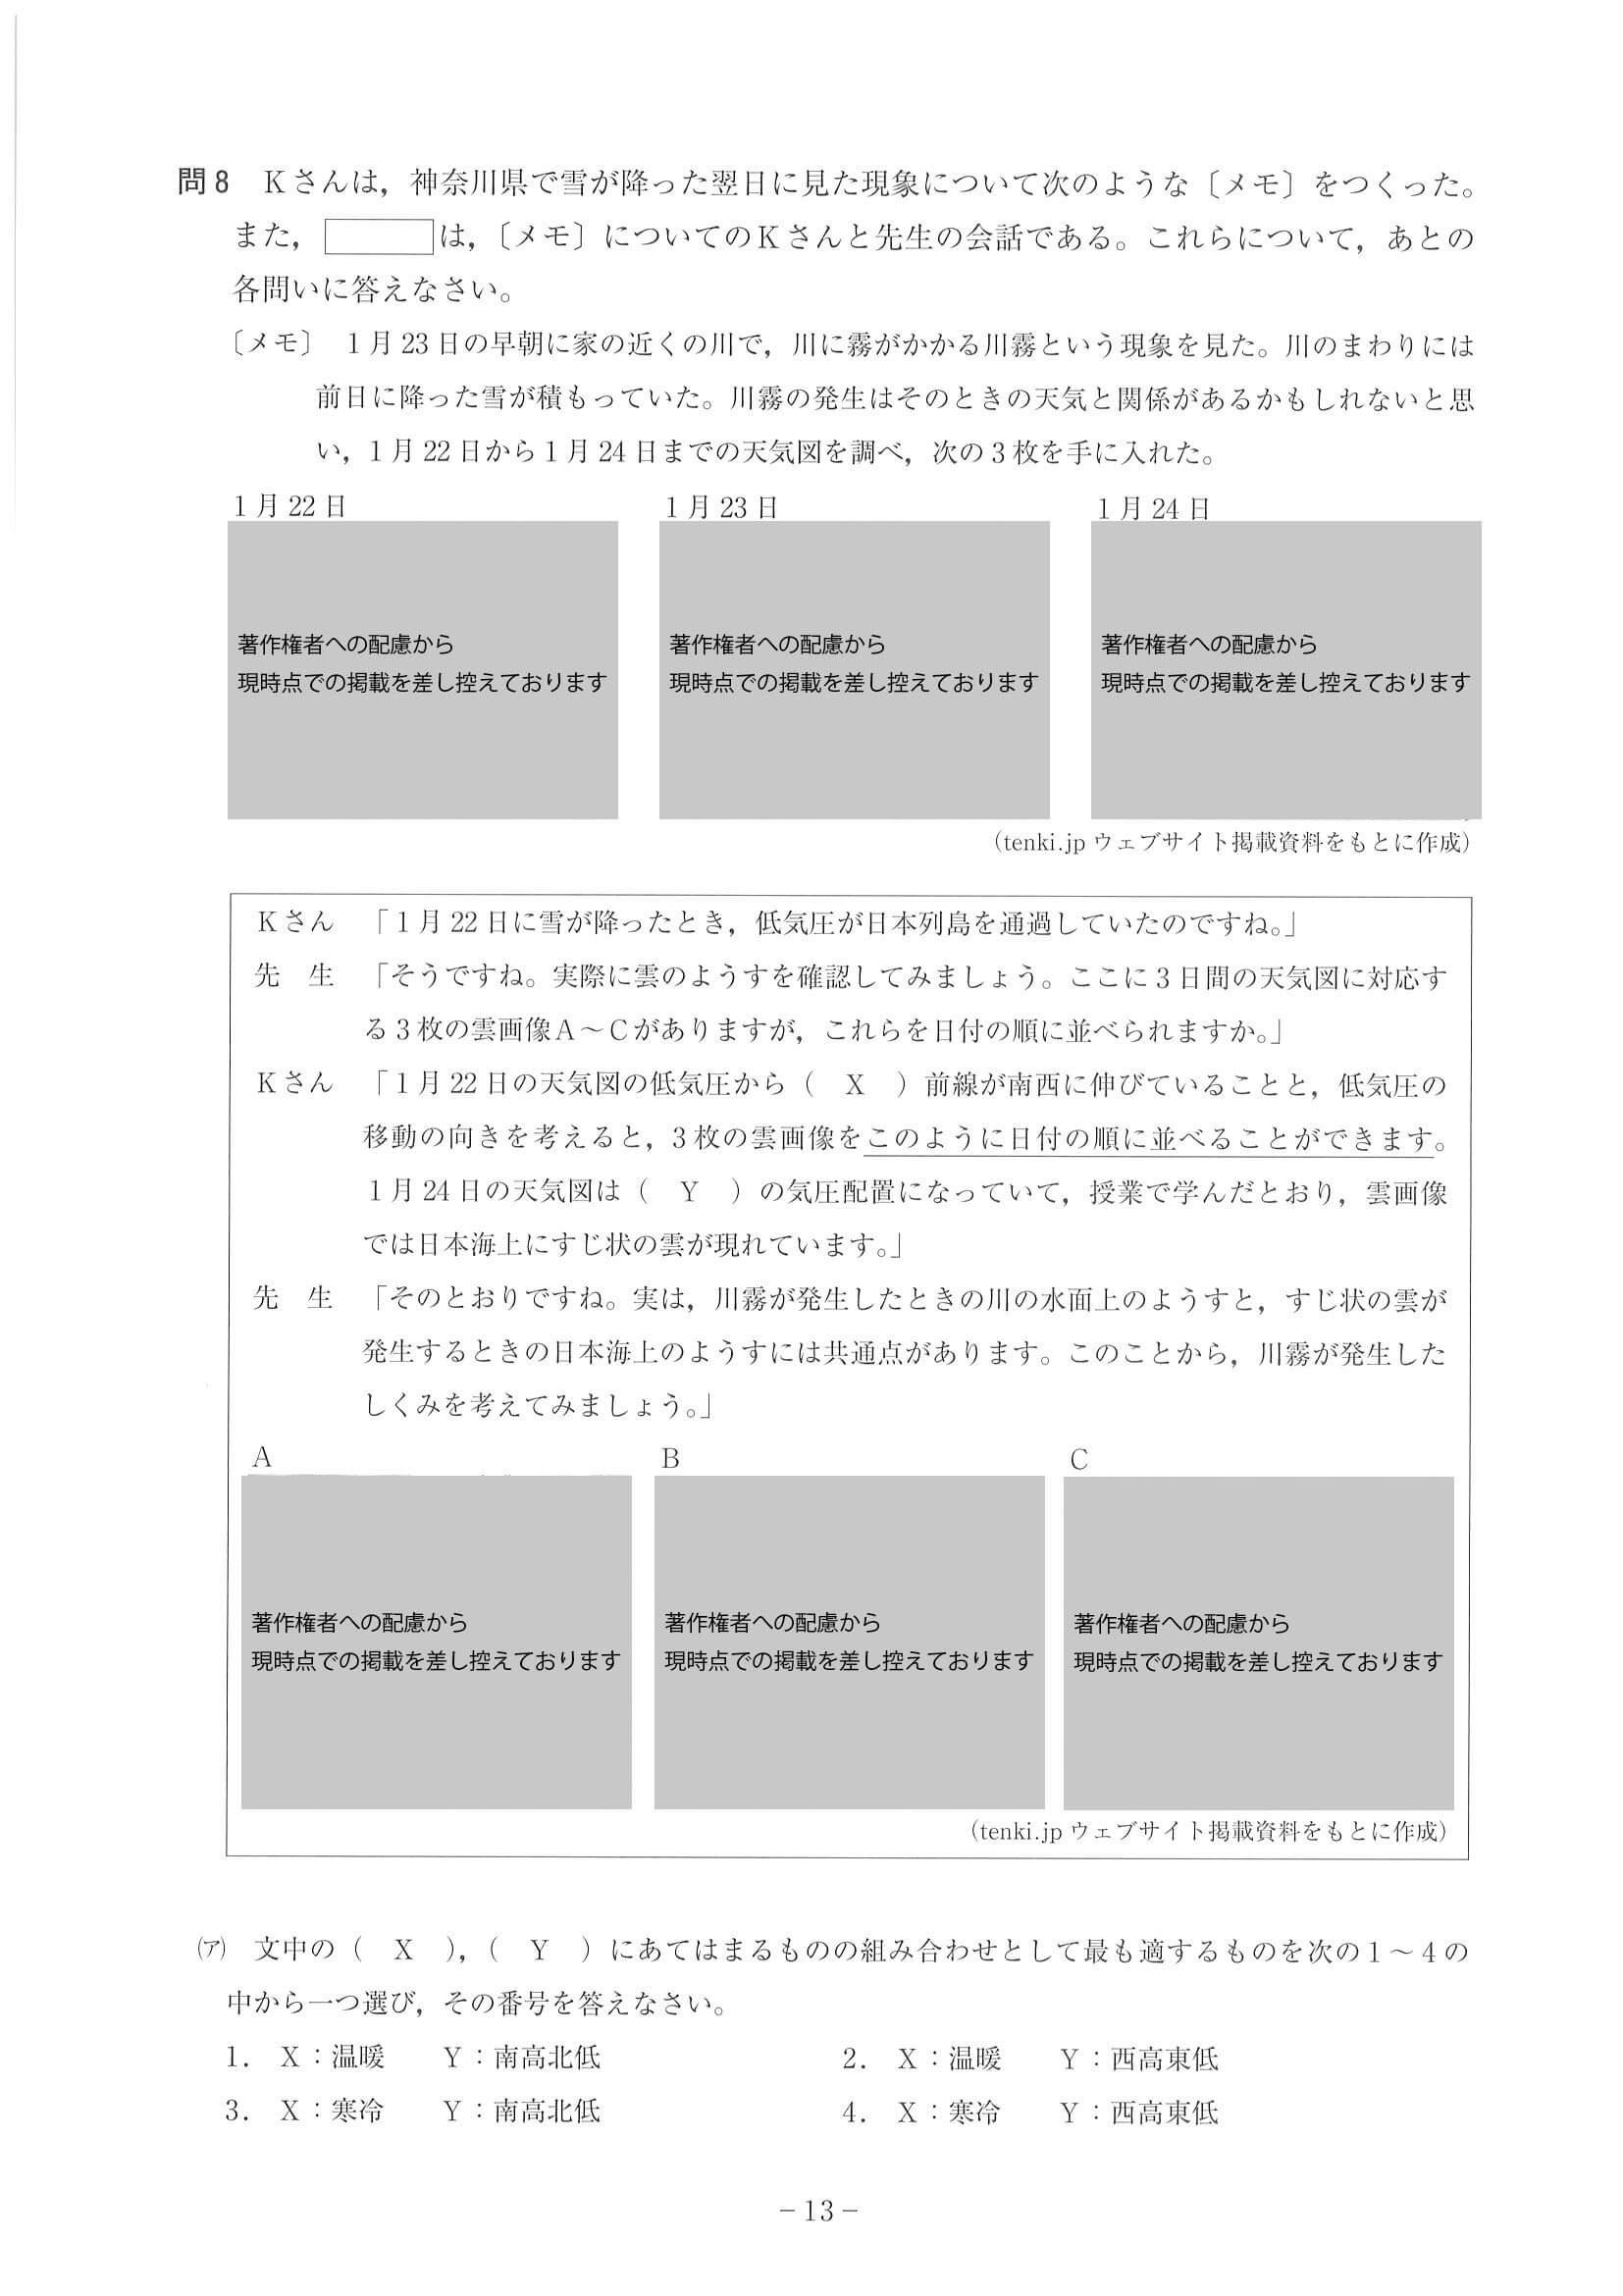 問8 Kさんは，神奈川県で雪が降った翌日に見た現象について次のような〔メモ〕をつくった。
また，　　　は，〔メモ〕についてのKさんと先生の会話である。これらについて，あとの
各問いに答えなさい。
〔メモ〕 1月23日の早朝に家の近くの川で，川に霧がかかる川霧という現象を見た。川のまわりには
前日に降った雪が積もっていた。川霧の発生はそのときの天気と関係があるかもしれないと思
い，1月22日から1月24日までの天気図を調べ，次の3枚を手に入れた。
1月22日 1月23日 1月24日
著作権者への配慮から 著作権者への配慮から 著作権者への配慮から
現時点での掲載を差し控えております 現時点での掲載を差し控えております 現時点での掲載を差し控えております
（tenki.jp ウェブサイト掲載資料をもとに作成）
Kさん 「1月22日に雪が降ったとき，低気圧が日本列島を通過していたのですね。」
先　生 「そうですね。実際に雲のようすを確認してみましょう。ここに3日間の天気図に対応す
る3枚の雲画像A～Cがありますが，これらを日付の順に並べられますか。」
Kさん 「1月22日の天気図の低気圧から（　X　）前線が南西に伸びていることと，低気圧の
移動の向きを考えると，3枚の雲画像をこのように日付の順に並べることができます。
1月24日の天気図は（　Y　）の気圧配置になっていて，授業で学んだとおり，雲画像
では日本海上にすじ状の雲が現れています。」
先　生 「そのとおりですね。実は，川霧が発生したときの川の水面上のようすと，すじ状の雲が
発生するときの日本海上のようすには共通点があります。このことから，川霧が発生した
しくみを考えてみましょう。」
A B C
著作権者への配慮から 著作権者への配慮から 著作権者への配慮から
現時点での掲載を差し控えております 現時点での掲載を差し控えております 現時点での掲載を差し控えております
（tenki.jp ウェブサイト掲載資料をもとに作成）
(ア) 文中の（　X　），（　Y　）にあてはまるものの組み合わせとして最も適するものを次の1～4の
中から一つ選び，その番号を答えなさい。
1. X：温暖 Y：南高北低 2. X：温暖 Y：西高東低
3. X：寒冷 Y：南高北低 4. X：寒冷 Y：西高東低
－13－